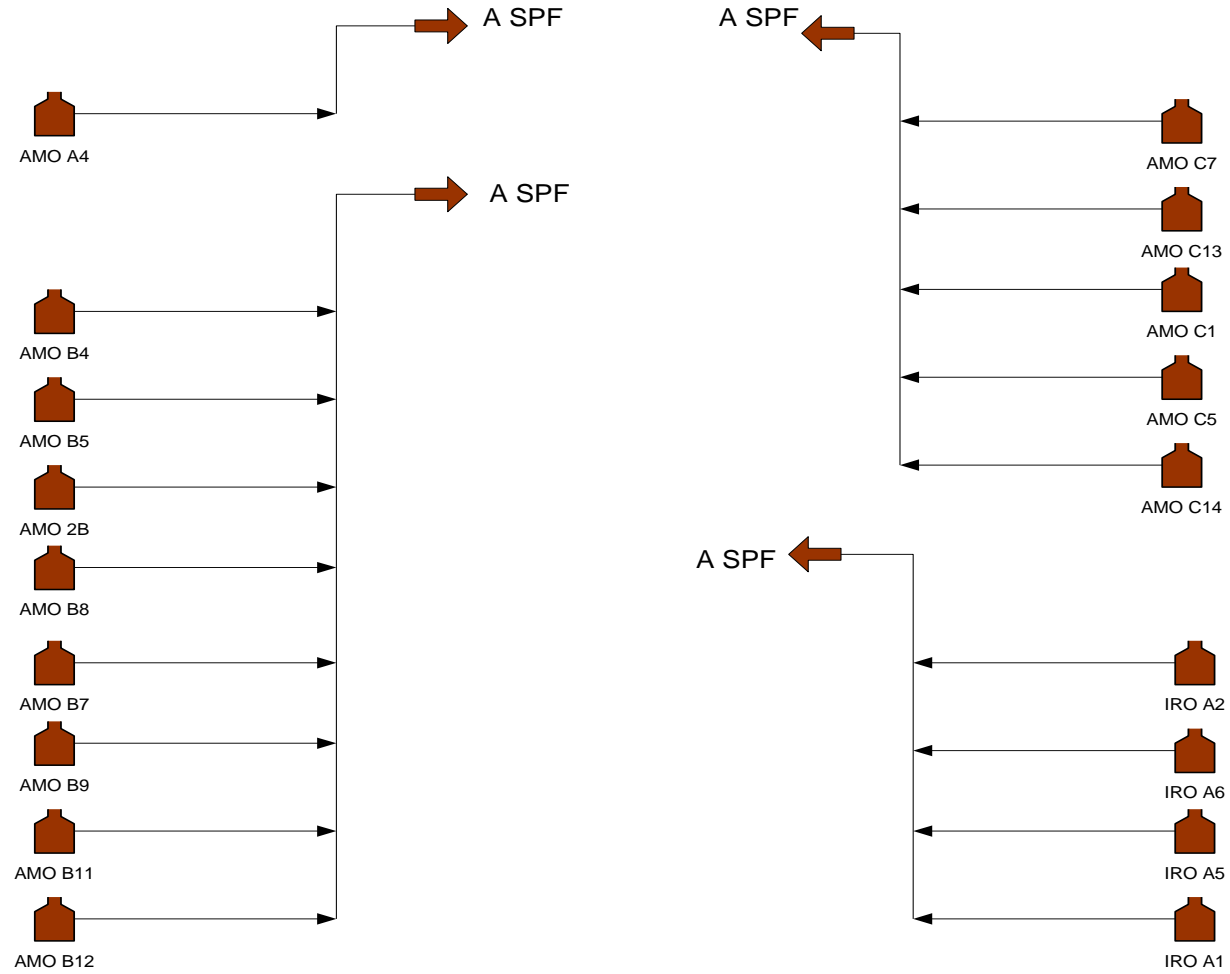 A SPF
AMO A4
A SPF
AMO B4
AMO B5
AMO 2B
AMO B8
AMO B7
AMO B9
AMO B11
AMO B12
A SPF
AMO C7
AMO C13
AMO C1
AMO C5
AMO C14
A SPF
IRO A2
IRO A6
IRO A5
IRO A1